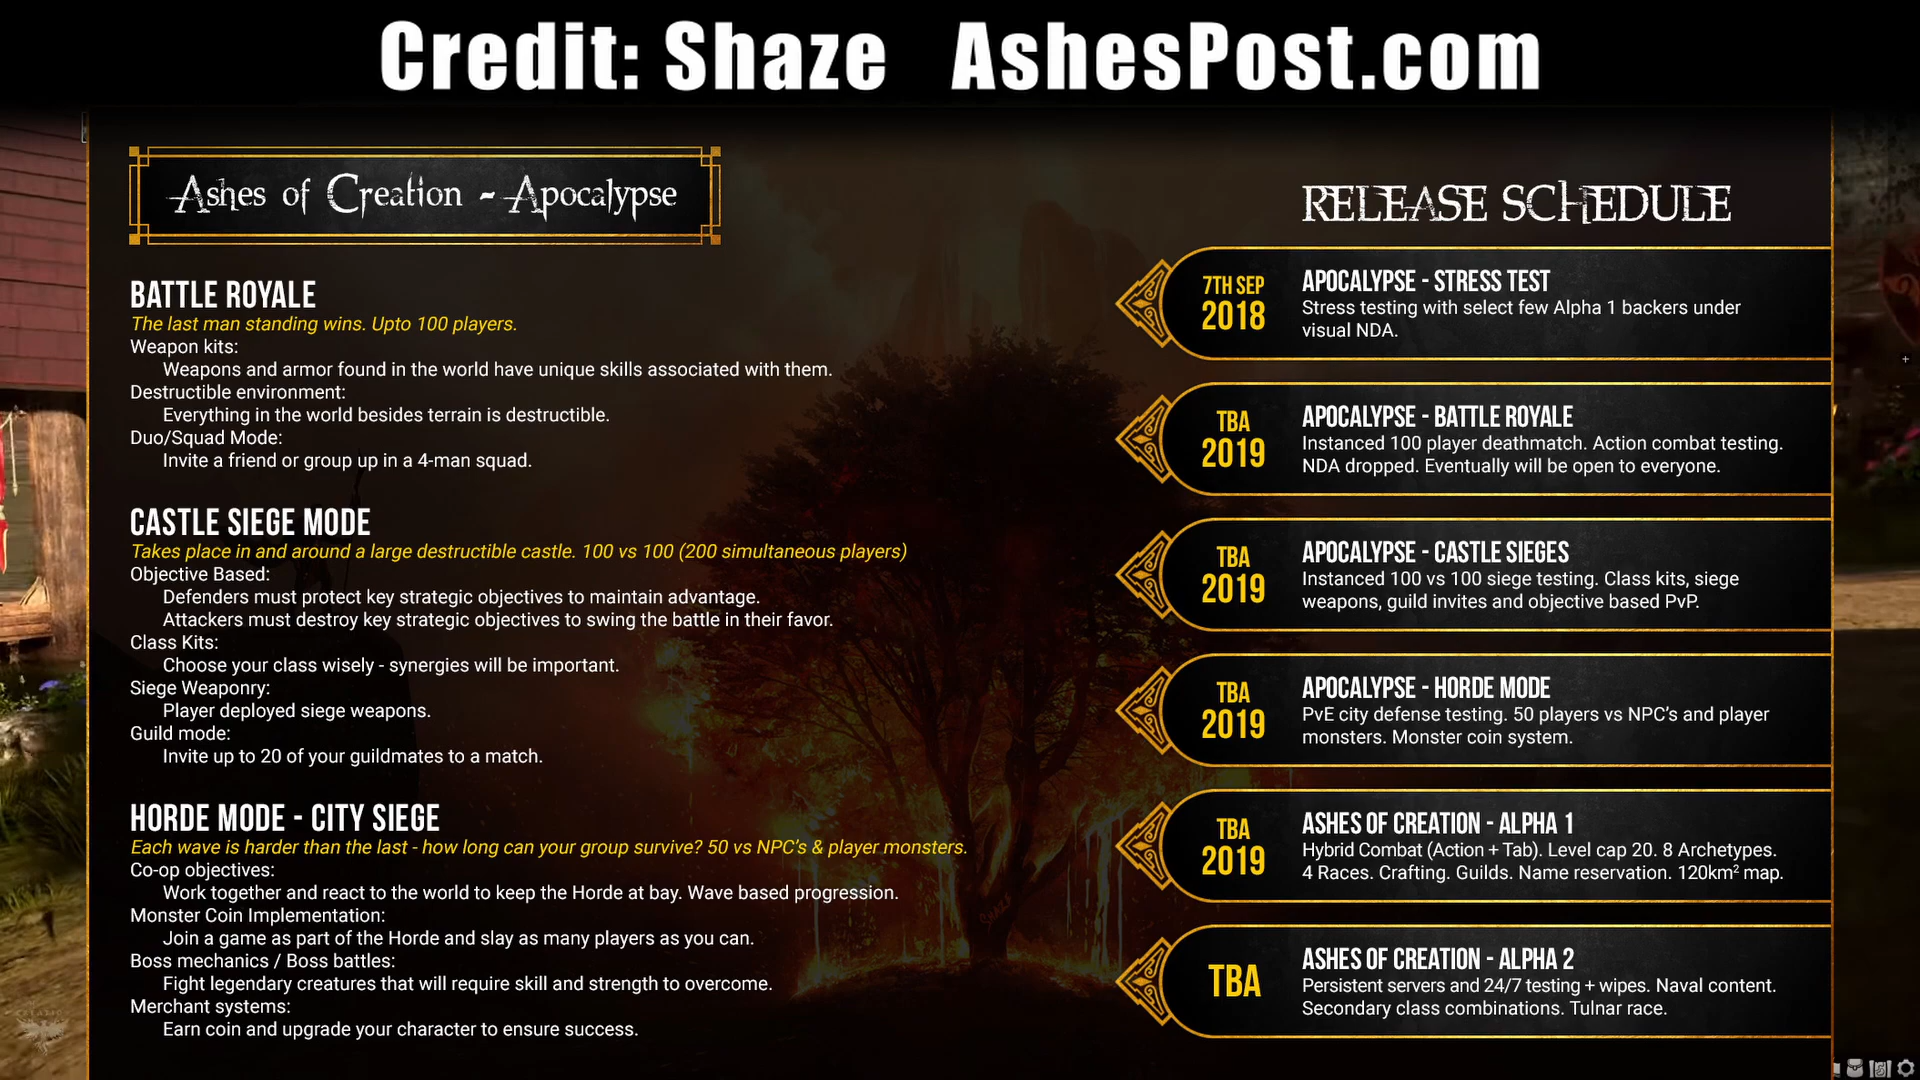 Credit: Shaze AshesPost.com
Ashes of Creation - Apocalypse
BATTLE ROYALE
The last man standing wins. Upto 100 players.
Weapon kits:
Weapons and armor found in the world have unique skills associated with them.
Destructible environment:
Everything in the world besides terrain is destructible.
Duo/Squad Mode:
Invite a friend or group up in a 4-man squad.
CASTLE SIEGE MODE
Takes place in and around a large destructible castle. 100 vs 100 (200 simultaneous players)
Objective Based:
Defenders must protect key strategic objectives to maintain advantage.
Attackers must destroy key strategic objectives to swing the battle in their favor.
Class Kits:
Choose your class wisely - synergies will be important.
Siege Weaponry:
Player deployed siege weapons.
Guild mode:
Invite up to 20 of your guildmates to a match.
HORDE MODE - CITY SIEGE
Each wave is harder than the last - how long can your group survive? 50 vs NPC's & player monsters.
Co-op objectives:
Work together and react to the world to keep the Horde at bay. Wave based progression.
Monster Coin Implementation:
Join a game as part of the Horde and slay as many players as you can.
Boss mechanics / Boss battles:
Fight legendary creatures that will require skill and strength to overcome.
Merchant systems:
Earn coin and upgrade your character to ensure success.
RELEASE SCHEDULE
7TH SEP
2018
APOCALYPSE - STRESS TEST
Stress testing with select few Alpha 1 backers under
visual NDA.
TBA
2019
APOCALYPSE - BATTLE ROYALE
Instanced 100 player deathmatch. Action combat testing.
NDA dropped. Eventually will be open to everyone.
TBA
2019
APOCALYPSE - CASTLE SIEGES
Instanced 100 vs 100 siege testing. Class kits, siege
weapons, guild invites and objective based PvP.
TBA
2019
APOCALYPSE - HORDE MODE
PvE city defense testing. 50 players vs NPC's and player
monsters. Monster coin system.
TBA
2019
ASHES OF CREATION - ALPHA 1
Hybrid Combat (Action + Tab). Level cap 20. 8 Archetypes.
4 Races. Crafting. Guilds. Name reservation. 120km² map.
TBA
ASHES OF CREATION - ALPHA 2
Persistent servers and 24/7 testing + wipes. Naval content.
Secondary class combinations. Tulnar race.